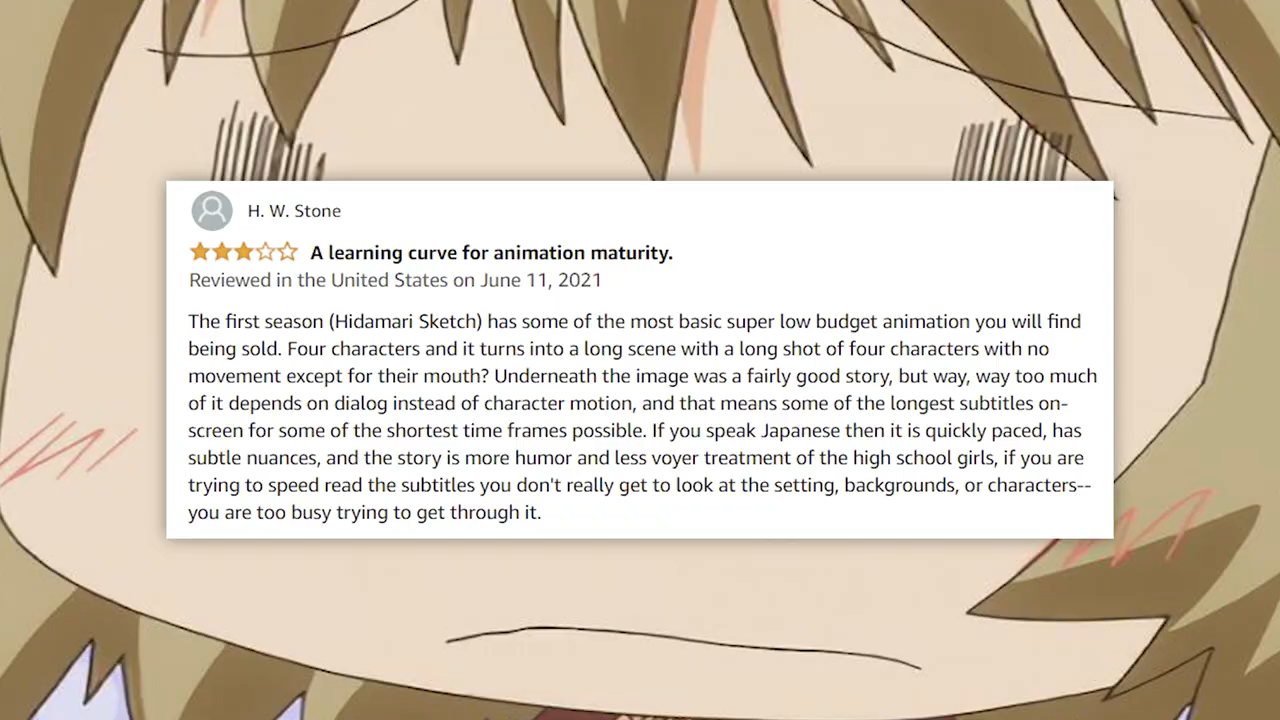 H. W. Stone
A learning curve for animation maturity.
Reviewed in the United States on June 11, 2021
The first season (Hidamari Sketch) has some of the most basic super low budget animation you will find
being sold. Four characters and it turns into a long scene with a long shot of four characters with no
movement except for their mouth? Underneath the image was a fairly good story, but way, way too much
of it depends on dialog instead of character motion, and that means some of the longest subtitles on-
screen for some of the shortest time frames possible. If you speak Japanese then it is quickly paced, has
subtle nuances, and the story is more humor and less voyer treatment of the high school girls, if you are
trying to speed read the subtitles you don't really get to look at the setting, backgrounds, or characters--
you are too busy trying to get through it.